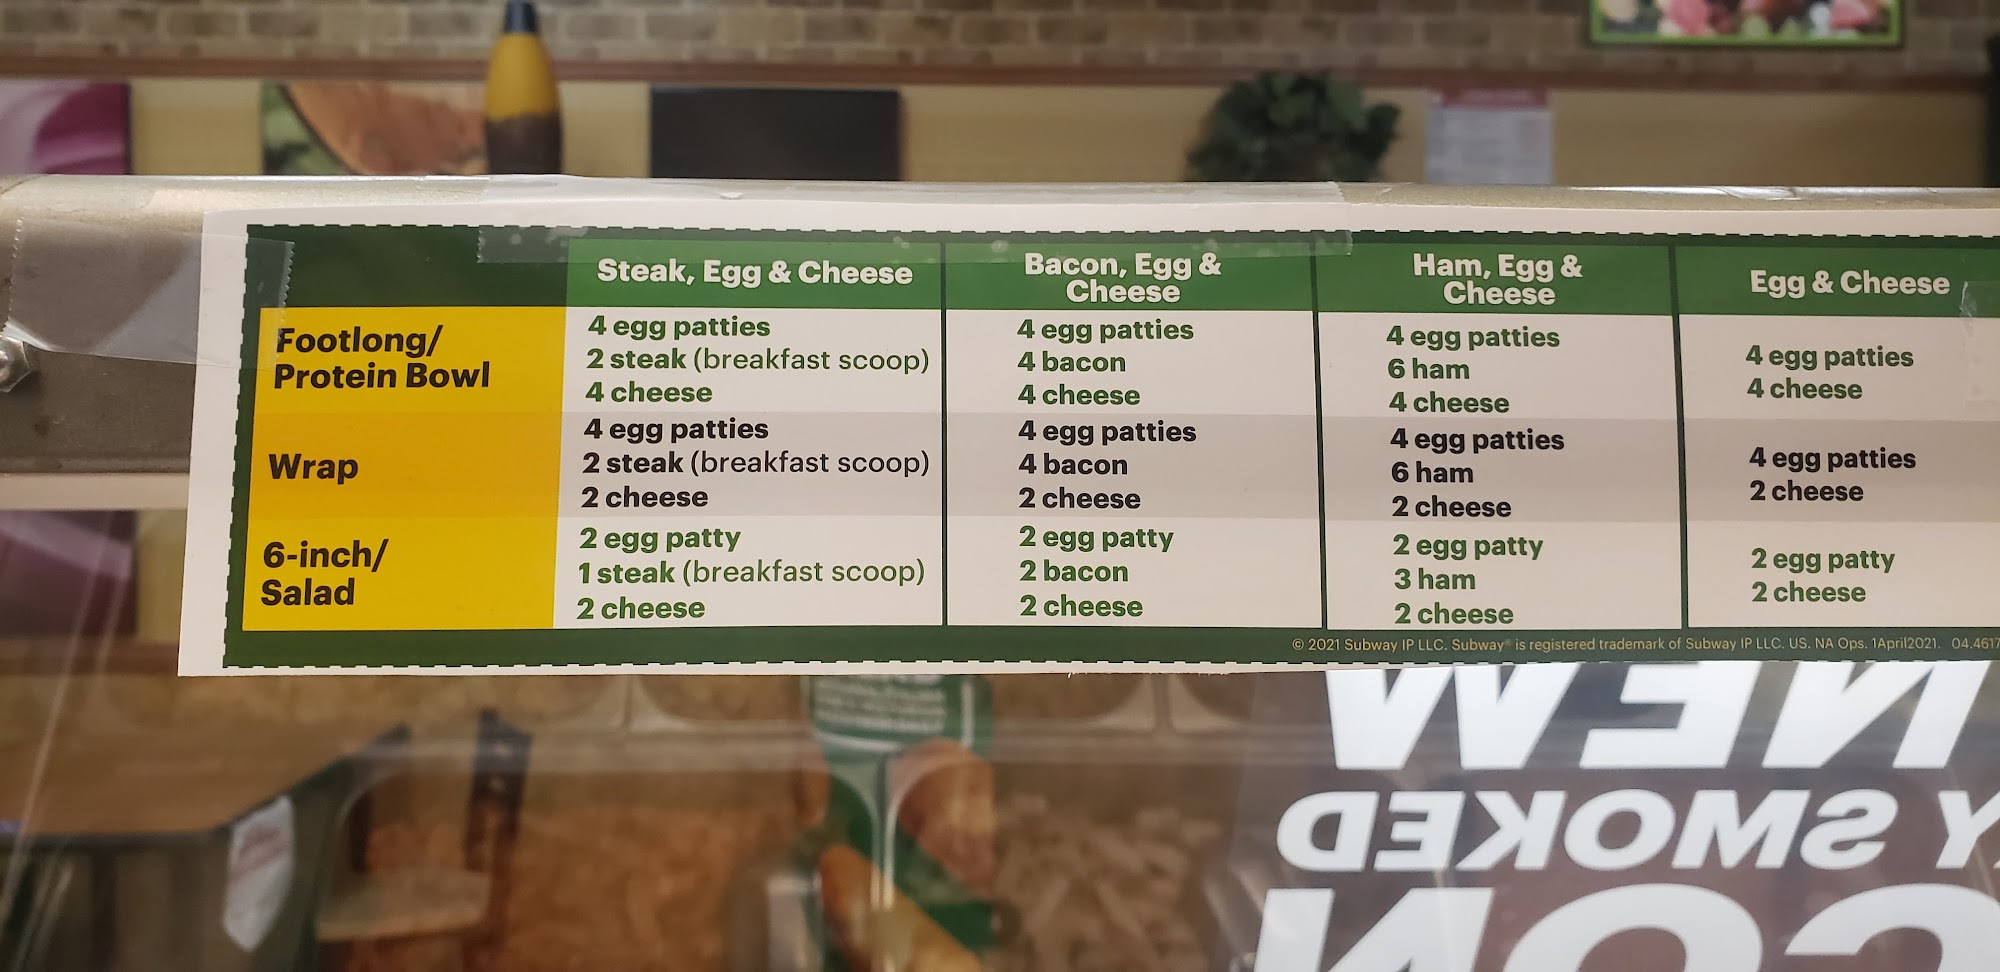 Steak, Egg & Cheese
Bacon, Egg &
Cheese
Ham, Egg &
Cheese
Egg & Cheese
Footlong/
Protein Bowl
4 egg patties
2 steak (breakfast scoop)
4 cheese
4 egg patties
4 bacon
4 cheese
4 egg patties
6 ham
4 cheese
4 egg patties
4 cheese
Wrap
4 egg patties
2 steak (breakfast scoop)
2 cheese
4 egg patties
4 bacon
2 cheese
4 egg patties
6 ham
2 cheese
4 egg patties
2 cheese
6-inch/
Salad
2 egg patty
1 steak (breakfast scoop)
2 cheese
2 egg patty
2 bacon
2 cheese
2 egg patty
3 ham
2 cheese
2 egg patty
2 cheese
© 2021 Subway IP LLC. Subway® is registered trademark of Subway IP LLC. US. NA Ops. 1April2021. 04.4617
NEW
Y SMOKED